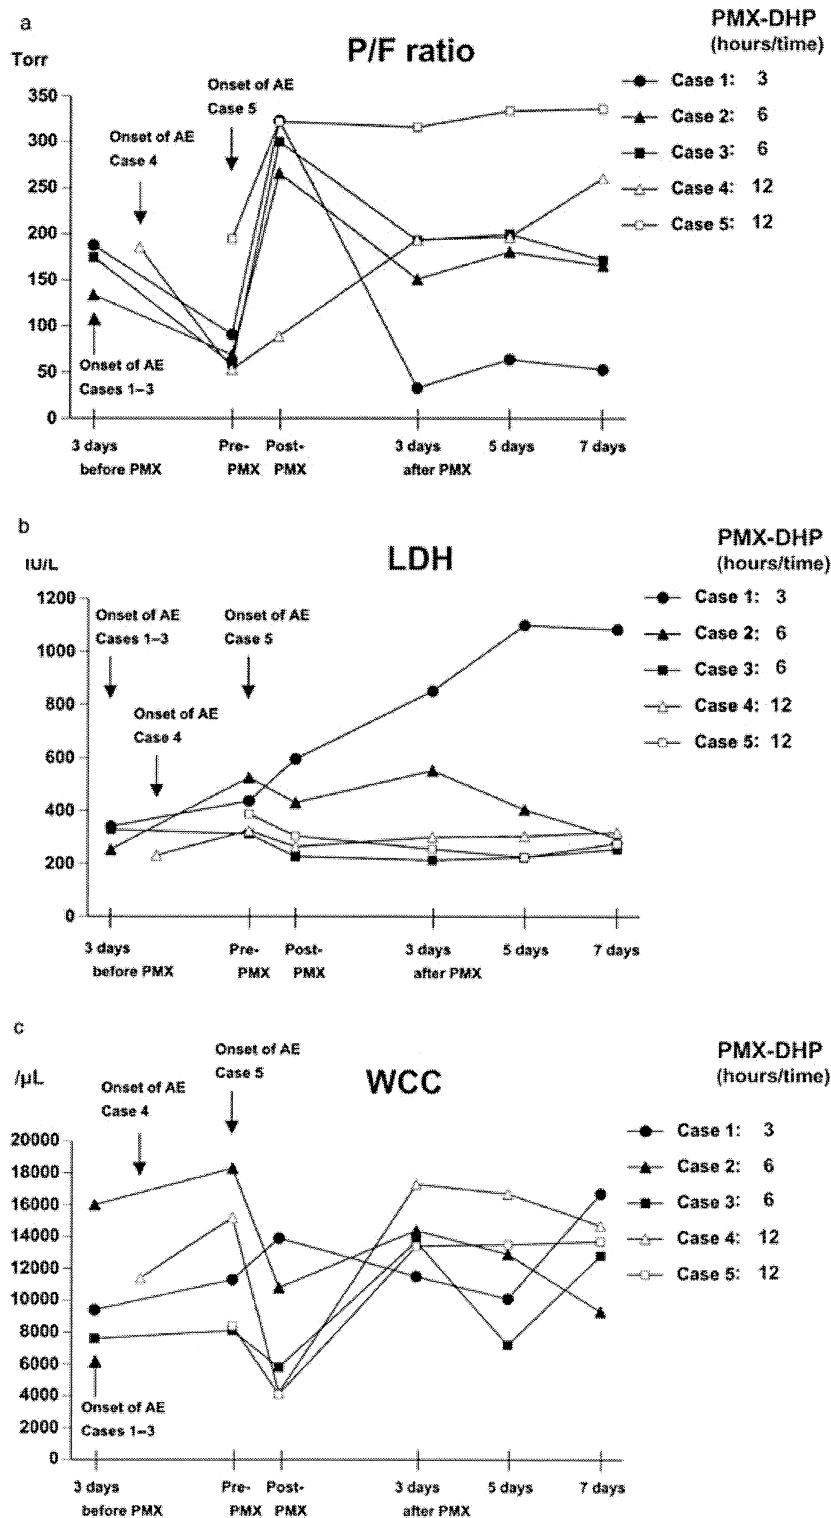 a
P/F ratio
PMX-DHP
(hours/time)
Torr
Case 1: 3
Case 2: 6
Case 3: 6
Case 4: 12
Case 5: 12
Onset of AE
Case 5
Onset of AE
Case 4
350
300
250
200
150
100
50
0
Onset of AE
Cases 1–3
3 days
before PMX
Pre-
PMX
Post-
PMX
3 days
after PMX
5 days
7 days
b
LDH
PMX-DHP
(hours/time)
IU/L
Case 1: 3
Case 2: 6
Case 3: 6
Case 4: 12
Case 5: 12
Onset of AE
Cases 1–3
Onset of AE
Case 5
Onset of AE
Case 4
1200
1000
800
600
400
200
0
3 days
before PMX
Pre-
PMX
Post-
PMX
3 days
after PMX
5 days
7 days
c
WCC
PMX-DHP
(hours/time)
/µL
Case 1: 3
Case 2: 6
Case 3: 6
Case 4: 12
Case 5: 12
Onset of AE
Case 5
Onset of AE
Case 4
20000
18000
16000
14000
12000
10000
8000
6000
4000
2000
0
Onset of AE
Cases 1–3
3 days
before PMX
Pre-
PMX
Post-
PMX
3 days
after PMX
5 days
7 days